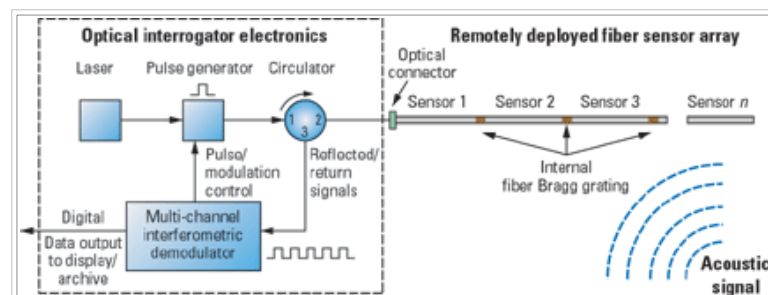 Optical interrogator electronics
Remotely deployed fiber sensor array
Laser
Pulse generator
Circulator
Optical
connector
Sensor 1
Sensor 2
Sensor 3
Sensor n
1
2
3
Pulse/
modulation
control
Reflected/
return
signals
Internal
fiber Bragg grating
Digital
Data output
to display/
archive
Multi-channel
interferometric
demodulator
Acoustic
signal